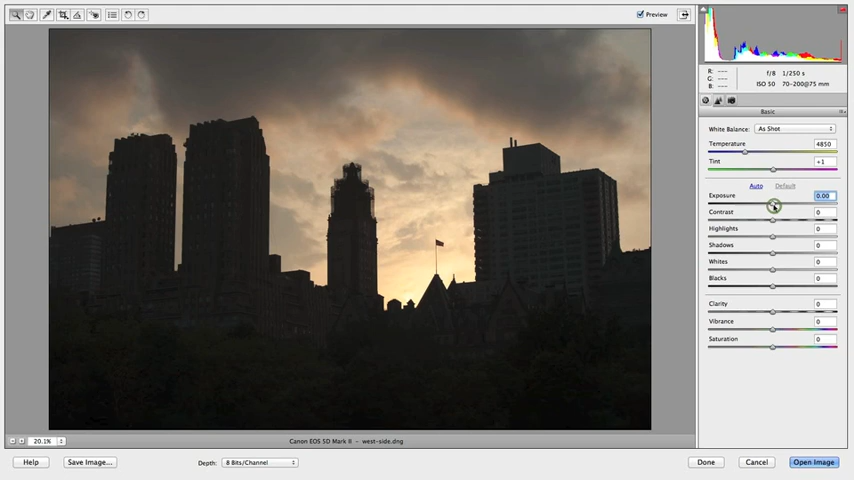 Preview
R: ---
G: ---
B: ---
f/8 1/250 s
ISO 50 70-200@75 mm
Basic
White Balance: As Shot
Temperature 4850
Tint +1
Auto Default
Exposure 0.00
Contrast 0
Highlights 0
Shadows 0
Whites 0
Blacks 0
Clarity 0
Vibrance 0
Saturation 0
20.1%
Canon EOS 5D Mark II - west-side.dng
Help
Save Image...
Depth: 8 Bits/Channel
Done
Cancel
Open Image